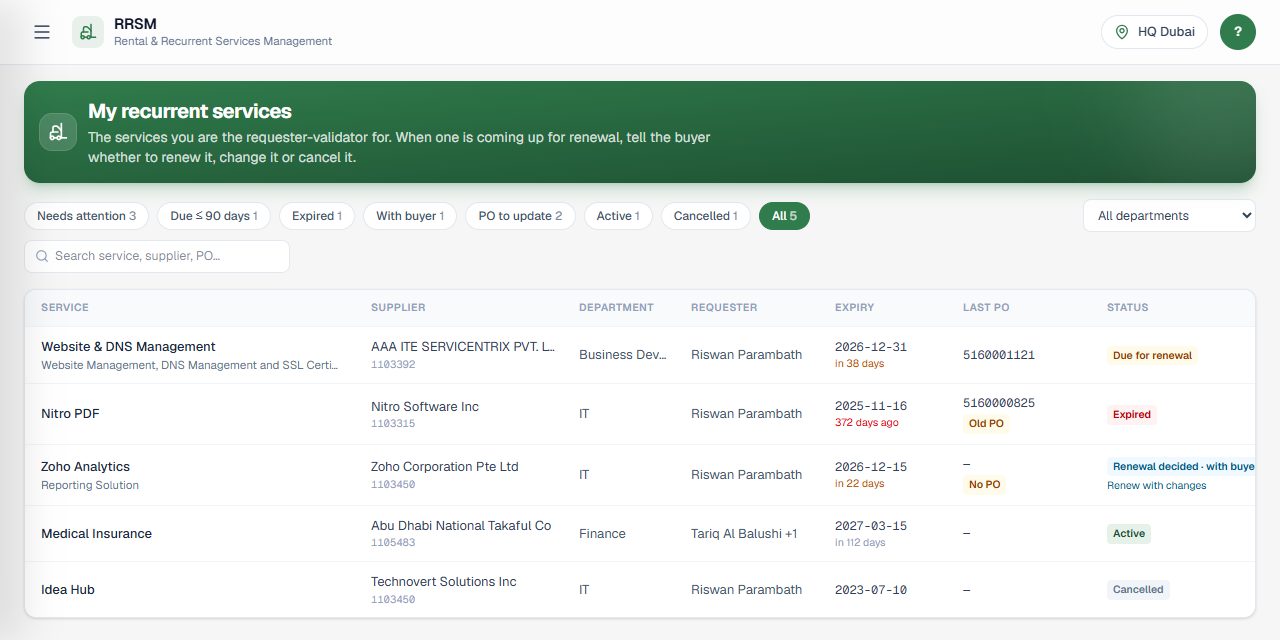 RRSM
Rental & Recurrent Services Management
HQ Dubai
?
My recurrent services
The services you are the requester-validator for. When one is coming up for renewal, tell the buyer
whether to renew it, change it or cancel it.
Needs attention 3
Due ≤ 90 days 1
Expired 1
With buyer 1
PO to update 2
Active 1
Cancelled 1
All 5
All departments
Search service, supplier, PO…
SERVICE SUPPLIER DEPARTMENT REQUESTER EXPIRY LAST PO STATUS
Website & DNS Management
Website Management, DNS Management and SSL Certi…
AAA ITE SERVICENTRIX PVT. L…
1103392
Business Dev…
Riswan Parambath
2026-12-31
in 38 days
5160001121
Due for renewal
Nitro PDF
Nitro Software Inc
1103315
IT
Riswan Parambath
2025-11-16
372 days ago
5160000825
Old PO
Expired
Zoho Analytics
Reporting Solution
Zoho Corporation Pte Ltd
1103450
IT
Riswan Parambath
2026-12-15
in 22 days
—
No PO
Renewal decided · with buye
Renew with changes
Medical Insurance
Abu Dhabi National Takaful Co
1105483
Finance
Tariq Al Balushi +1
2027-03-15
in 112 days
—
Active
Idea Hub
Technovert Solutions Inc
1103450
IT
Riswan Parambath
2023-07-10
—
Cancelled